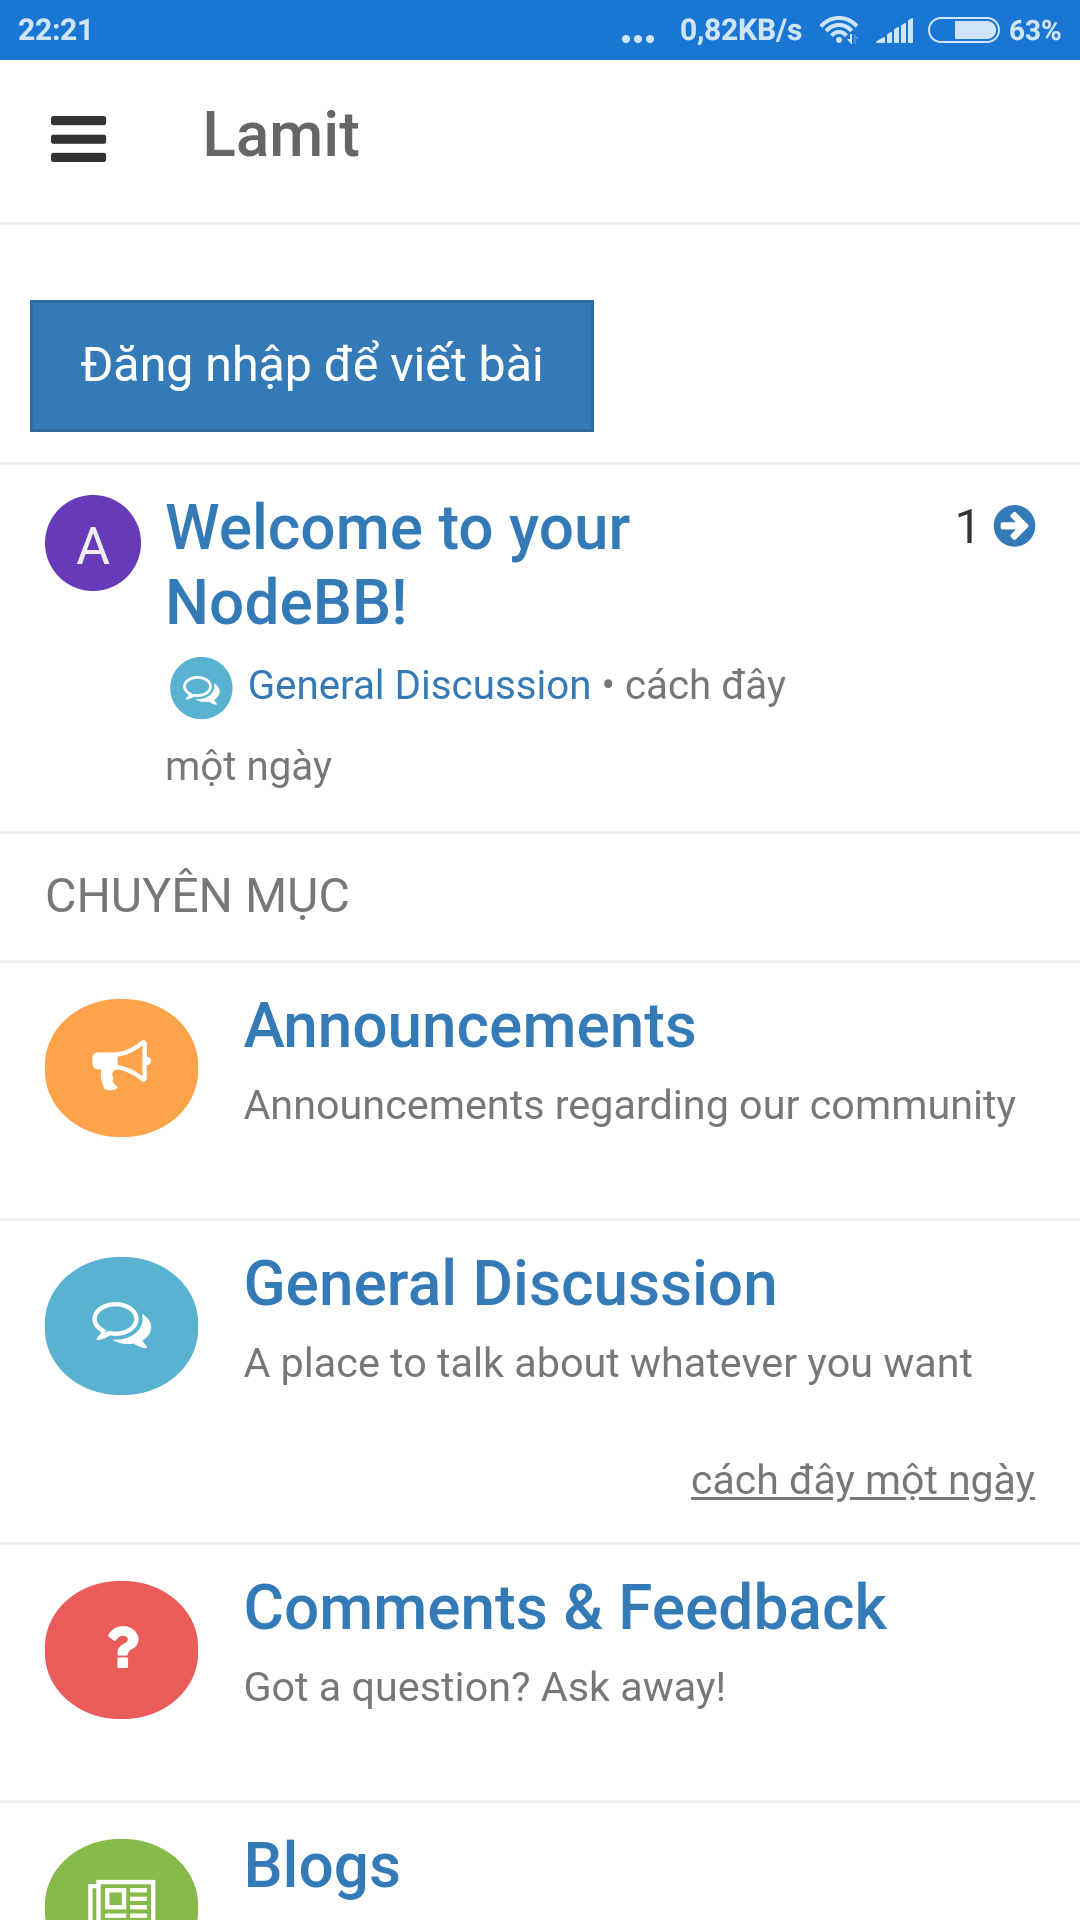 22:21 ... 0,82KB/s 63%
Lamit
Đăng nhập để viết bài
A Welcome to your 1
NodeBB!
General Discussion • cách đây
một ngày
CHUYÊN MỤC
Announcements
Announcements regarding our community
General Discussion
A place to talk about whatever you want
cách đây một ngày
Comments & Feedback
? Got a question? Ask away!
Blogs